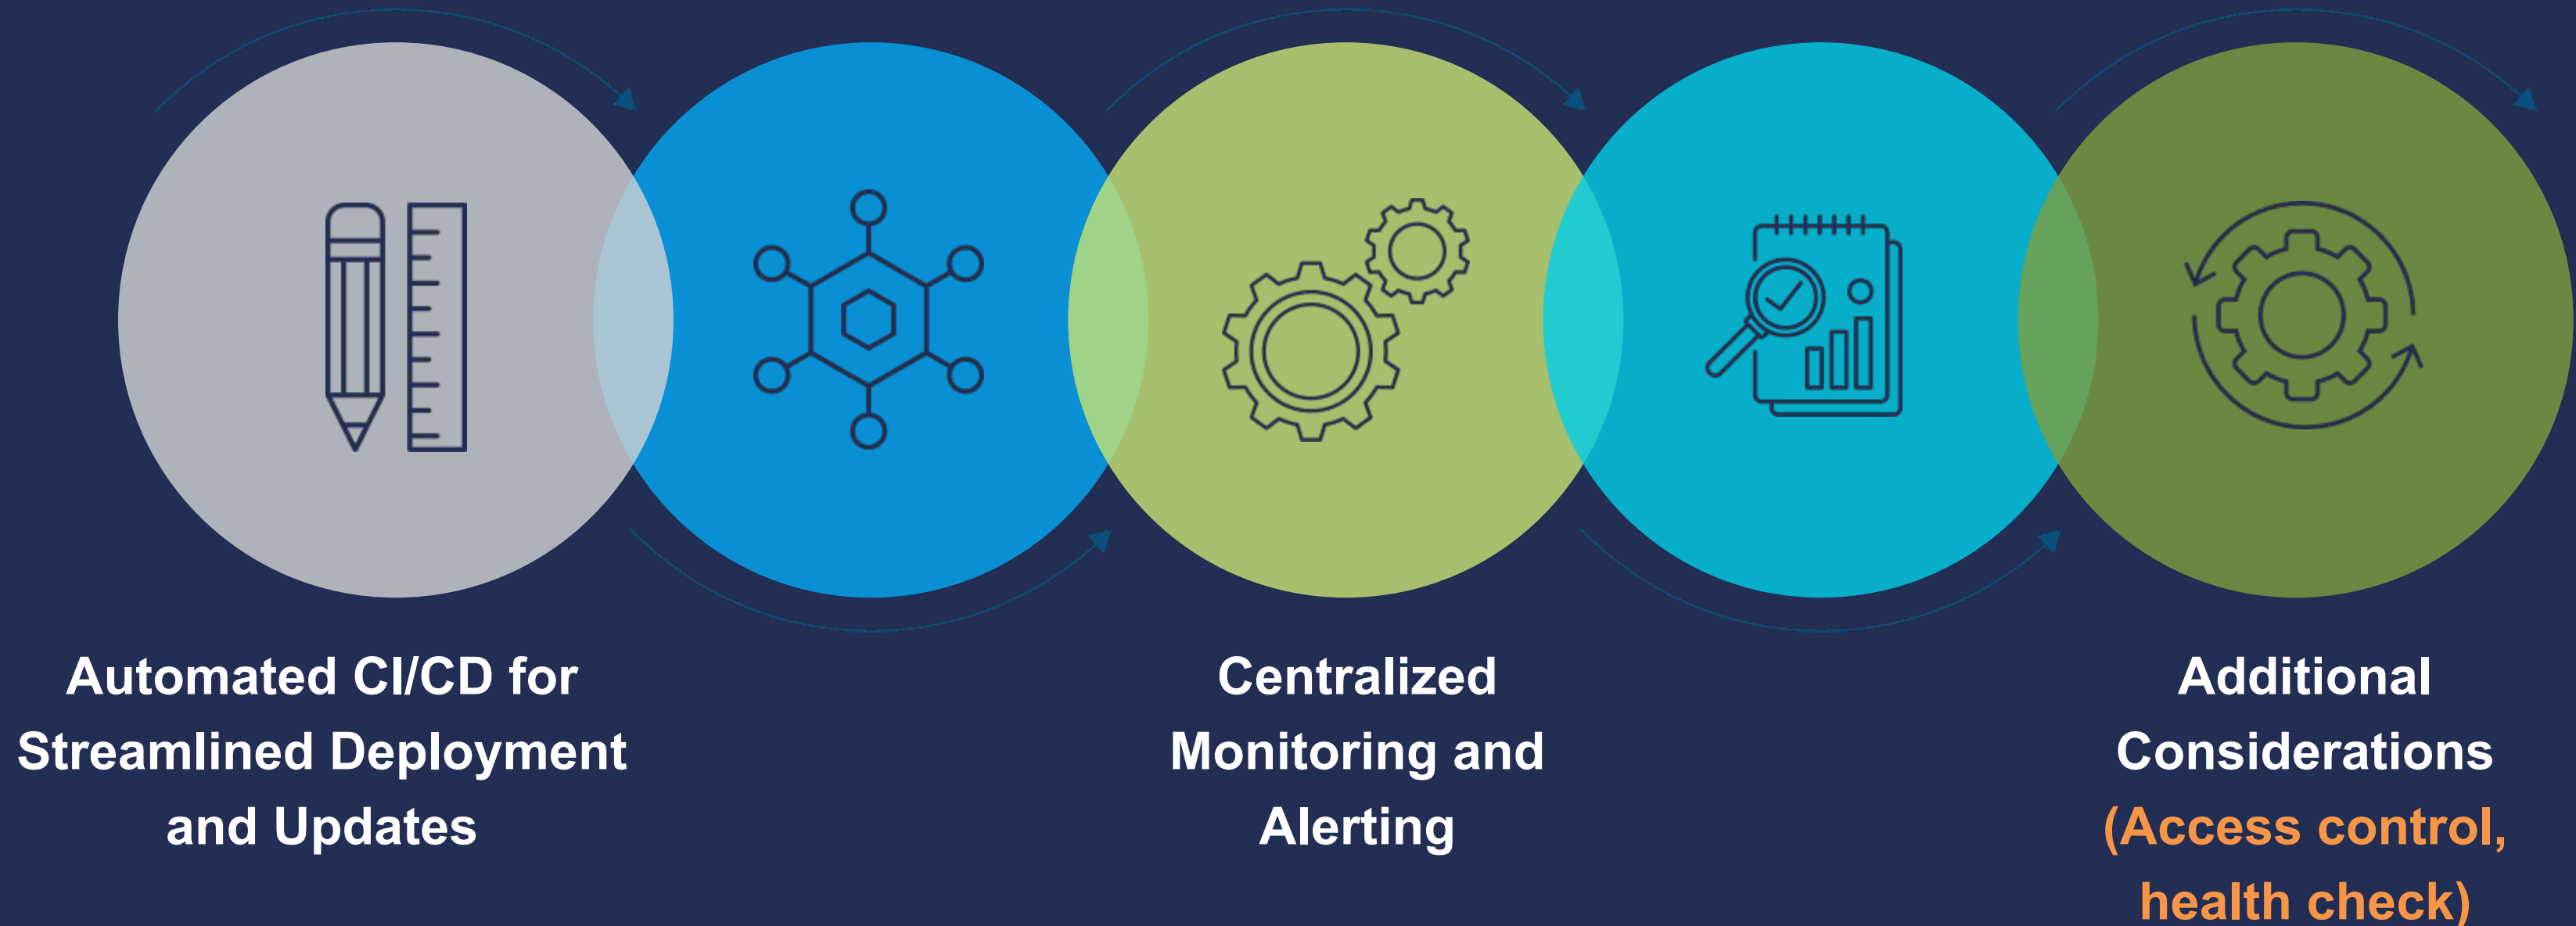 Automated CI/CD for
Streamlined Deployment
and Updates
Centralized
Monitoring and
Alerting
Additional
Considerations
(Access control,
health check)